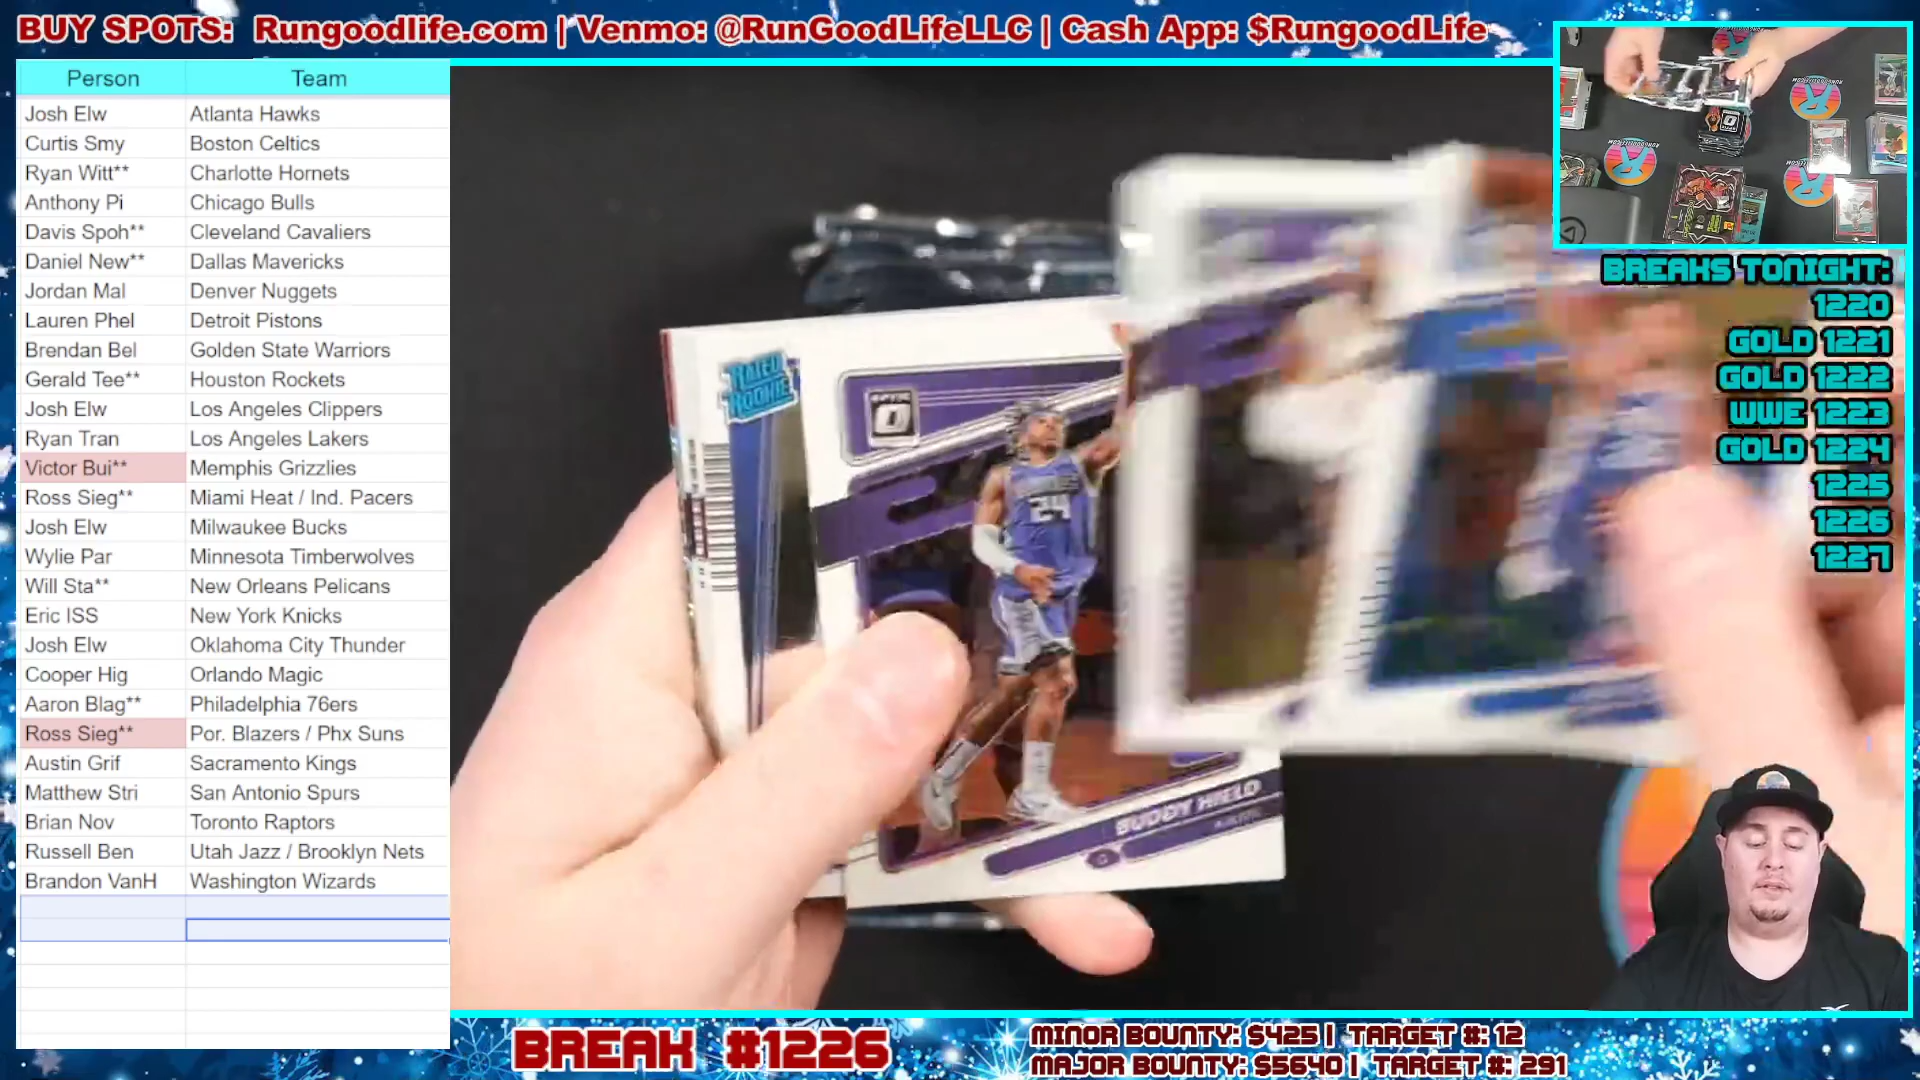 BUY SPOTS: Rungoodlife.com | Venmo: @RunGoodLifeLLC | Cash App: $RungoodLife
Person Team
Josh Elw Atlanta Hawks
Curtis Smy Boston Celtics
Ryan Witt** Charlotte Hornets
Anthony Pi Chicago Bulls
Davis Spoh** Cleveland Cavaliers
Daniel New** Dallas Mavericks
Jordan Mal Denver Nuggets
Lauren Phel Detroit Pistons
Brendan Bel Golden State Warriors
Gerald Tee** Houston Rockets
Josh Elw Los Angeles Clippers
Ryan Tran Los Angeles Lakers
Victor Bui** Memphis Grizzlies
Ross Sieg** Miami Heat / Ind. Pacers
Josh Elw Milwaukee Bucks
Wylie Par Minnesota Timberwolves
Will Sta** New Orleans Pelicans
Eric ISS New York Knicks
Josh Elw Oklahoma City Thunder
Cooper Hig Orlando Magic
Aaron Blag** Philadelphia 76ers
Ross Sieg** Por. Blazers / Phx Suns
Austin Grif Sacramento Kings
Matthew Stri San Antonio Spurs
Brian Nov Toronto Raptors
Russell Ben Utah Jazz / Brooklyn Nets
Brandon VanH Washington Wizards
RATED
ROOKIE
OPTIC
24
BUDDY HIELD
BREAKS TONIGHT:
1220
GOLD 1221
GOLD 1222
WWE 1223
GOLD 1224
1225
1226
1227
BREAK #1226
MINOR BOUNTY: $425 | TARGET #: 12
MAJOR BOUNTY: $5640 | TARGET #: 291